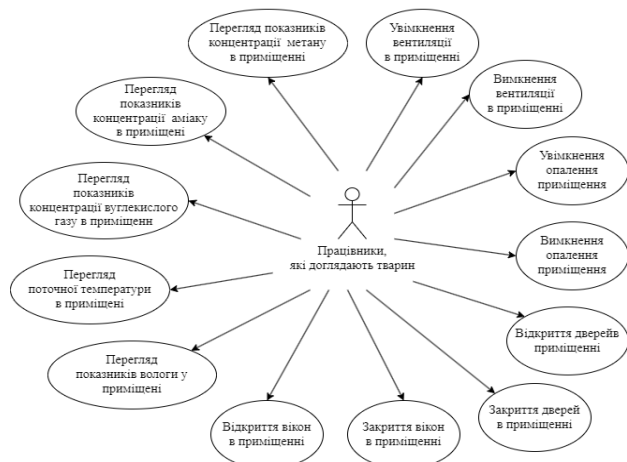 Перегляд показників
концентрації метану
в приміщенні
Увімкнення
вентиляції
в приміщенні
Вимкнення
вентиляції
в приміщенні
Перегляд
показників
концентрації аміаку
в приміщені
Увімкнення
опалення
приміщення
Перегляд
показників
концентрації вуглекислого
газу в приміщенн
Працівники,
які доглядають тварин
Вимкнення
опалення
приміщення
Перегляд
поточної температури
в приміщені
Відкриття дверейв
приміщенні
Перегляд
показників вологи у
приміщені
Закриття дверей
в приміщенні
Відкриття вікон
в приміщенні
Закриття вікон
в приміщенні